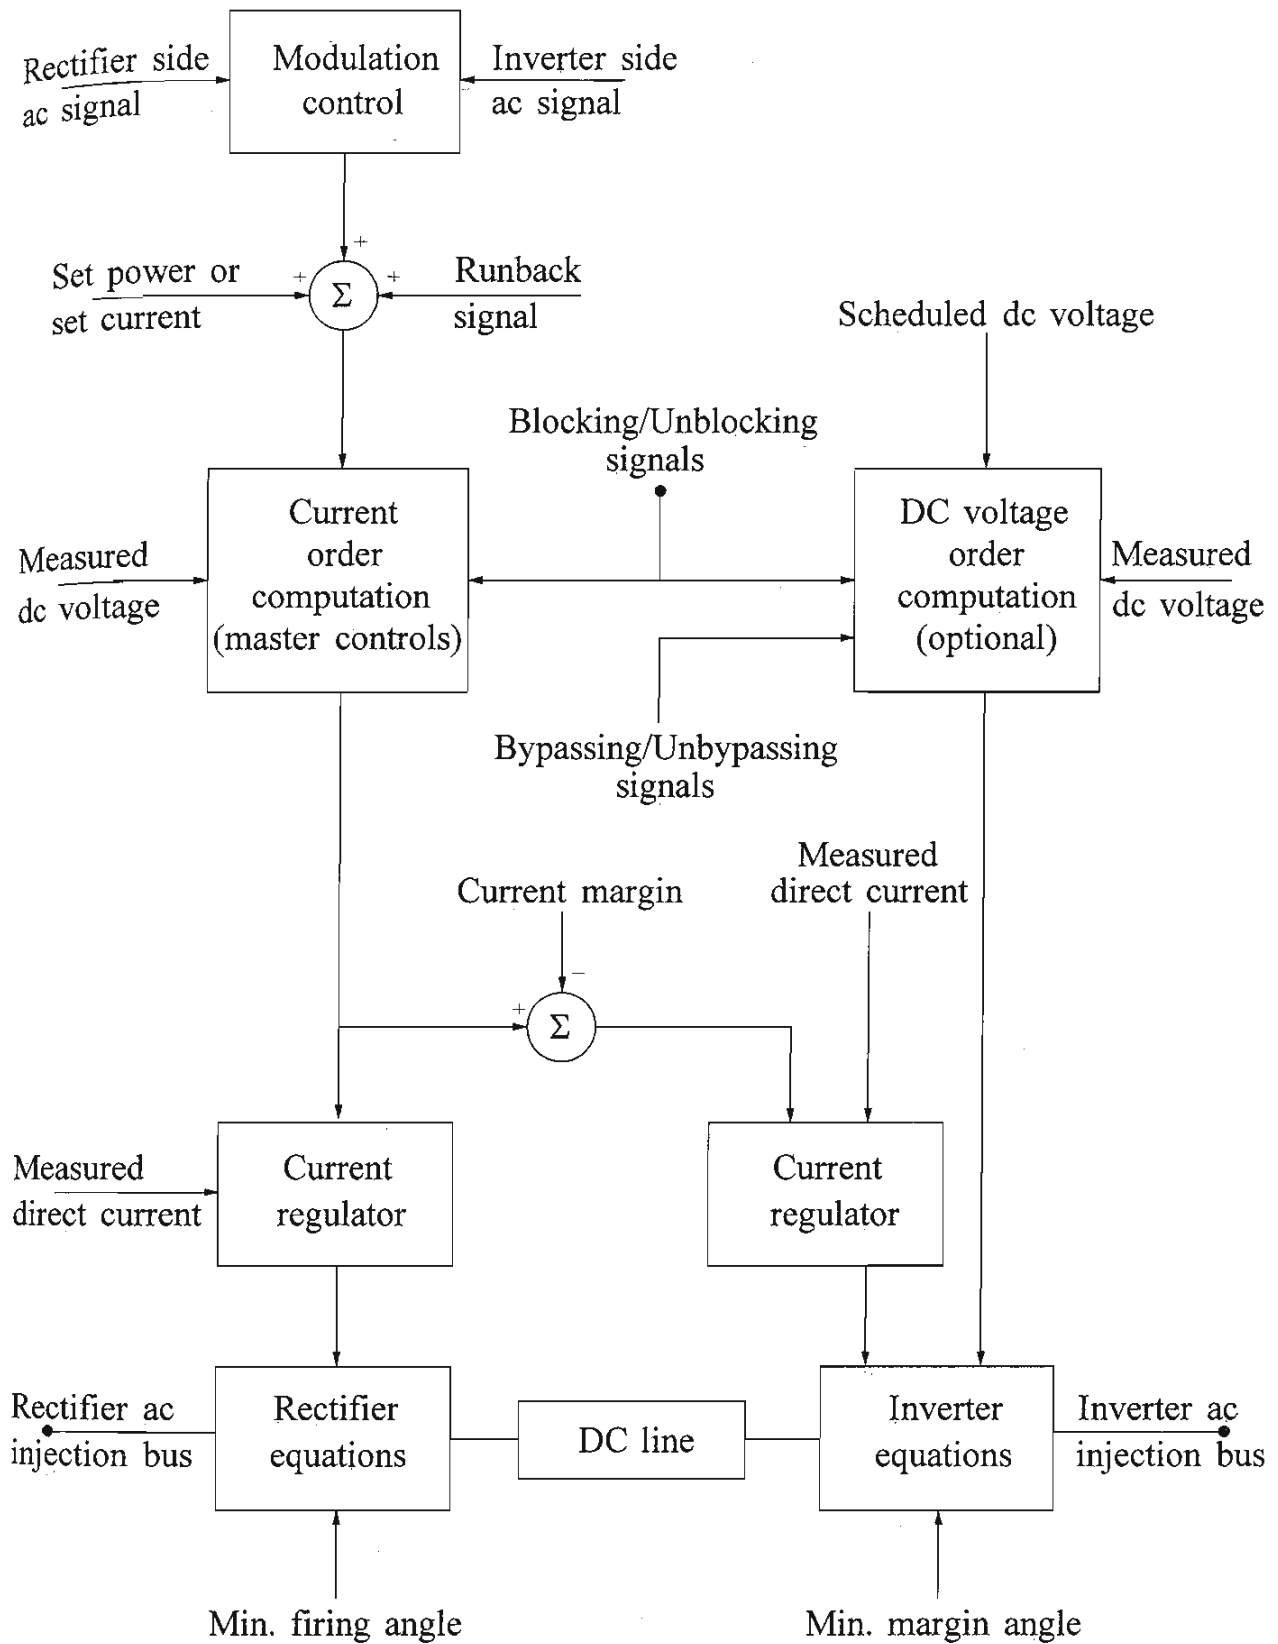 Rectifier side
ac signal
Modulation
control
Inverter side
ac signal
+
Set power or
set current
+
Σ
+
Runback
signal
Scheduled dc voltage
Blocking/Unblocking
signals
Measured
dc voltage
Current
order
computation
(master controls)
DC voltage
order
computation
(optional)
Measured
dc voltage
Bypassing/Unbypassing
signals
Measured
direct current
Current margin
−
+
Σ
Measured
direct current
Current
regulator
Current
regulator
Rectifier ac
injection bus
Rectifier
equations
DC line
Inverter
equations
Inverter ac
injection bus
Min. firing angle
Min. margin angle